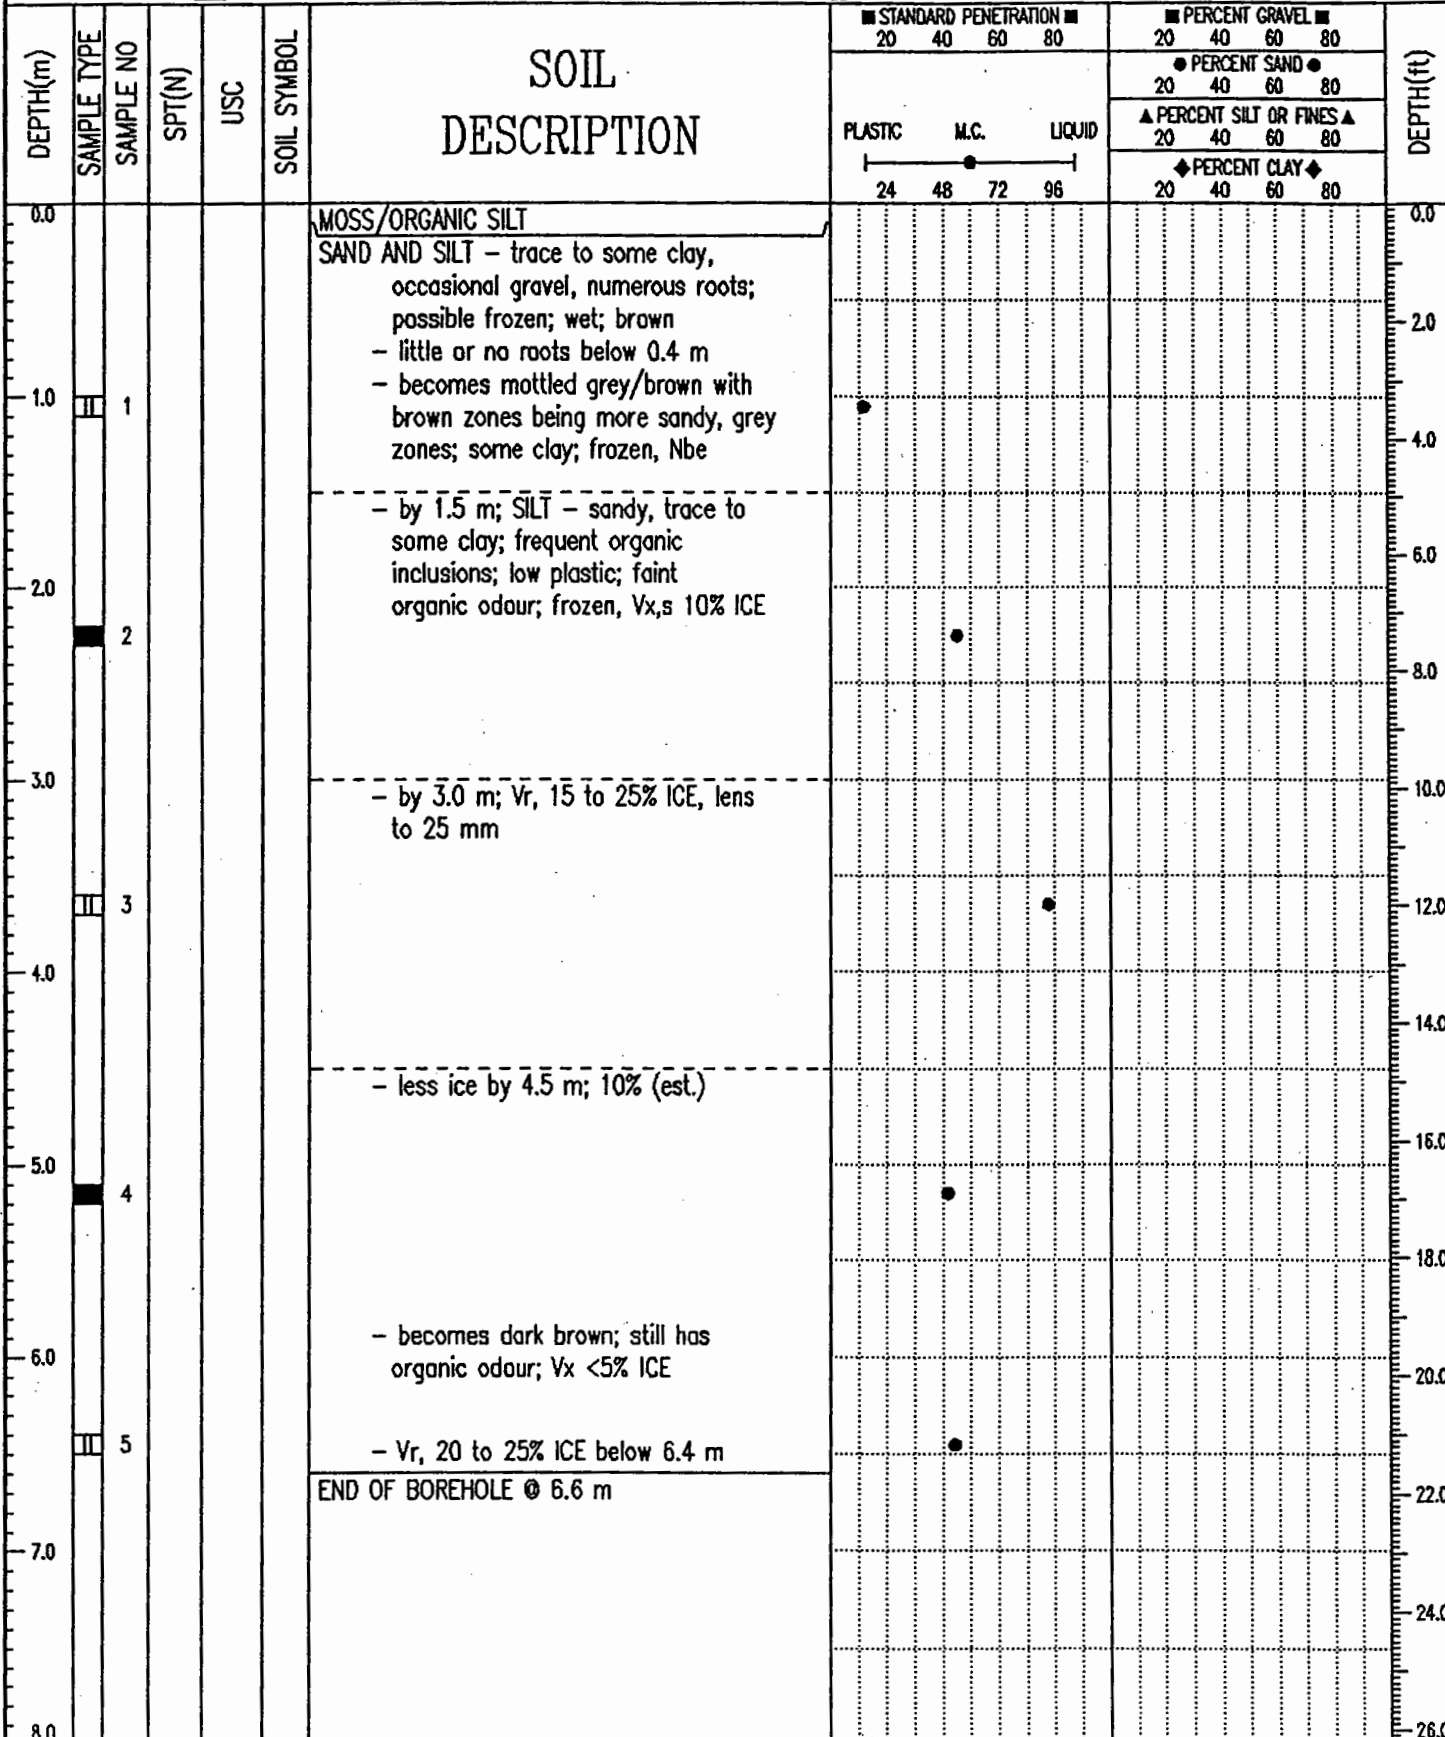 DEPTH(m)
SAMPLE TYPE
SAMPLE NO
SPT(N)
USC
SOIL SYMBOL
SOIL
DESCRIPTION
■ STANDARD PENETRATION ■
20 40 60 80
PLASTIC M.C. LIQUID
24 48 72 96
■ PERCENT GRAVEL ■
20 40 60 80
● PERCENT SAND ●
20 40 60 80
▲ PERCENT SILT OR FINES ▲
20 40 60 80
◆ PERCENT CLAY ◆
20 40 60 80
DEPTH(ft)
0.0 MOSS/ORGANIC SILT 0.0
SAND AND SILT – trace to some clay,
occasional gravel, numerous roots;
possible frozen; wet; brown 2.0
– little or no roots below 0.4 m
– becomes mottled grey/brown with
1.0 1 brown zones being more sandy, grey
zones; some clay; frozen, Nbe 4.0
– by 1.5 m; SILT – sandy, trace to
some clay; frequent organic 6.0
inclusions; low plastic; faint
2.0 organic odour; frozen, Vx,s 10% ICE
2
8.0
3.0
– by 3.0 m; Vr, 15 to 25% ICE, lens 10.0
to 25 mm
3 12.0
4.0
14.0
– less ice by 4.5 m; 10% (est.)
16.0
5.0
4
18.0
– becomes dark brown; still has
6.0 organic odour; Vx <5% ICE 20.0
5 – Vr, 20 to 25% ICE below 6.4 m
END OF BOREHOLE @ 6.6 m 22.0
7.0
24.0
8.0 26.0